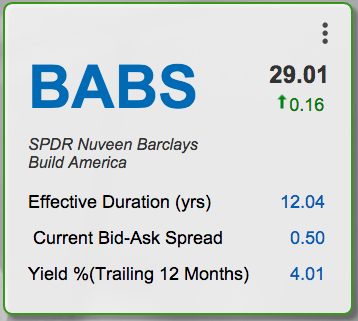 BABS
29.01
0.16
SPDR Nuveen Barclays
Build America
Effective Duration (yrs) 12.04
Current Bid-Ask Spread 0.50
Yield %(Trailing 12 Months) 4.01